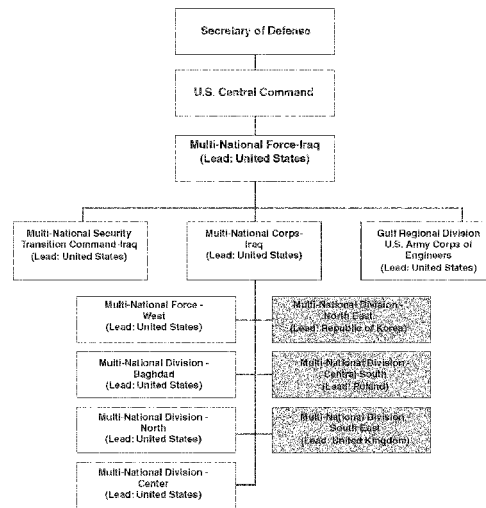 Secretary of Defense
U.S. Central Command
Multi-National Force-Iraq
(Lead: United States)
Multi-National Security
Transition Command-Iraq
(Lead: United States)
Multi-National Corps-
Iraq
(Lead: United States)
Gulf Regional Division
U.S. Army Corps of
Engineers
(Lead: United States)
Multi-National Force -
West
(Lead: United States)
Multi-National Division -
North East
(Lead: Republic of Korea)
Multi-National Division -
Baghdad
(Lead: United States)
Multi-National Division -
Central South
(Lead: Poland)
Multi-National Division -
North
(Lead: United States)
Multi-National Division -
South East
(Lead: United Kingdom)
Multi-National Division -
Center
(Lead: United States)